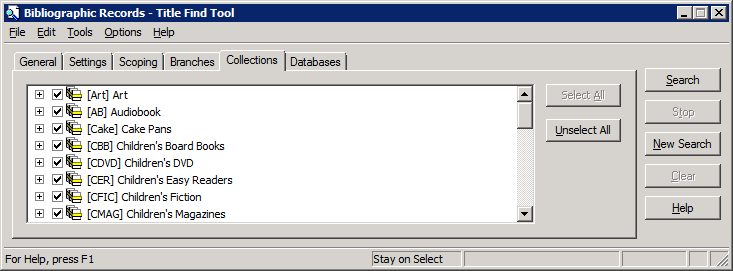 Bibliographic Records - Title Find Tool
File Edit Tools Options Help
General Settings Scoping Branches Collections Databases
[Art] Art
[AB] Audiobook
[Cake] Cake Pans
[CBB] Children's Board Books
[CDVD] Children's DVD
[CER] Children's Easy Readers
[CFIC] Children's Fiction
[CMAG] Children's Magazines
Select All
Unselect All
Search
Stop
New Search
Clear
Help
For Help, press F1 Stay on Select